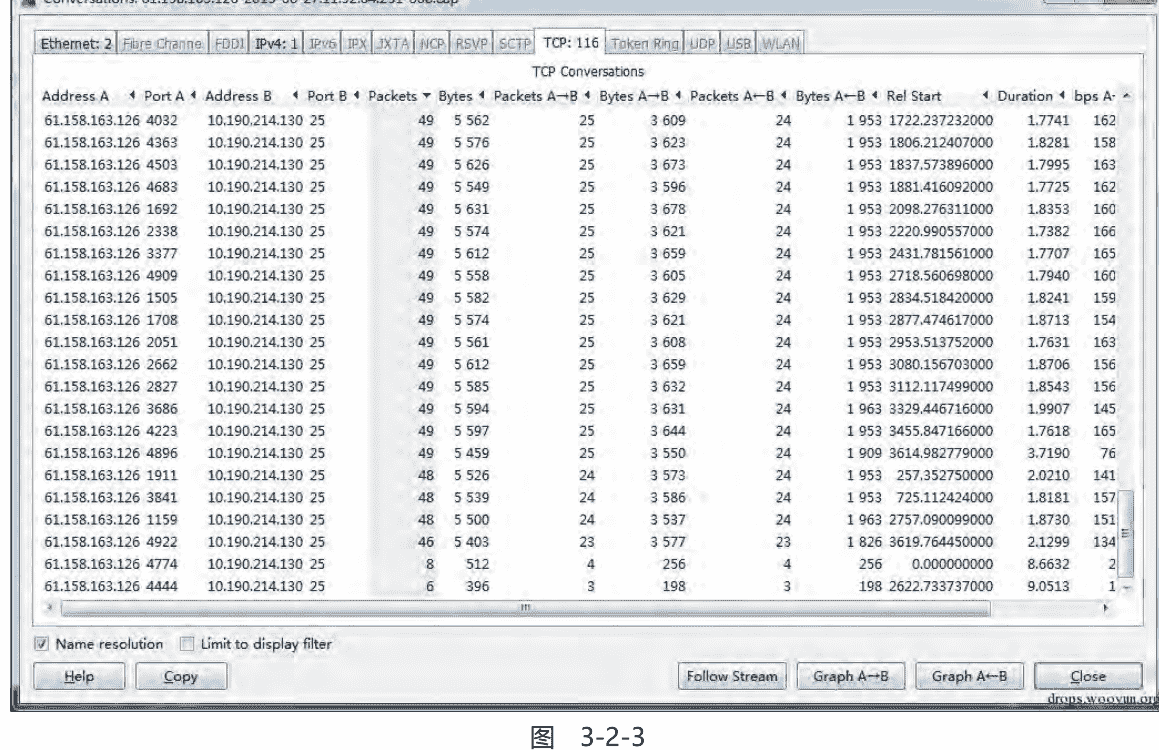 Conversations: 61.158.163.126-2015-06-27.11.52.04.251-00b.cap
Ethernet: 2 Fibre Channel FDDI IPv4: 1 IPv6 IPX JXTA NCP RSVP SCTP TCP: 116 Token Ring UDP USB WLAN
TCP Conversations
Address A Port A Address B Port B Packets Bytes Packets A→B Bytes A→B Packets A←B Bytes A←B Rel Start Duration bps A-
61.158.163.126 4032 10.190.214.130 25 49 5 562 25 3 609 24 1 953 1722.237232000 1.7741 162
61.158.163.126 4363 10.190.214.130 25 49 5 576 25 3 623 24 1 953 1806.212407000 1.8281 158
61.158.163.126 4503 10.190.214.130 25 49 5 626 25 3 673 24 1 953 1837.573896000 1.7995 163
61.158.163.126 4683 10.190.214.130 25 49 5 549 25 3 596 24 1 953 1881.416092000 1.7725 162
61.158.163.126 1692 10.190.214.130 25 49 5 631 25 3 678 24 1 953 2098.276311000 1.8353 160
61.158.163.126 2338 10.190.214.130 25 49 5 574 25 3 621 24 1 953 2220.990557000 1.7382 166
61.158.163.126 3377 10.190.214.130 25 49 5 612 25 3 659 24 1 953 2431.781561000 1.7707 165
61.158.163.126 4909 10.190.214.130 25 49 5 558 25 3 605 24 1 953 2718.560698000 1.7940 160
61.158.163.126 1505 10.190.214.130 25 49 5 582 25 3 629 24 1 953 2834.518420000 1.8241 159
61.158.163.126 1708 10.190.214.130 25 49 5 574 25 3 621 24 1 953 2877.474617000 1.8713 154
61.158.163.126 2051 10.190.214.130 25 49 5 561 25 3 608 24 1 953 2953.513752000 1.7631 163
61.158.163.126 2662 10.190.214.130 25 49 5 612 25 3 659 24 1 953 3080.156703000 1.8706 156
61.158.163.126 2827 10.190.214.130 25 49 5 585 25 3 632 24 1 953 3112.117499000 1.8543 156
61.158.163.126 3686 10.190.214.130 25 49 5 594 25 3 631 24 1 963 3329.446716000 1.9907 145
61.158.163.126 4223 10.190.214.130 25 49 5 597 25 3 644 24 1 953 3455.847166000 1.7618 165
61.158.163.126 4896 10.190.214.130 25 49 5 459 25 3 550 24 1 909 3614.982779000 3.7190 76
61.158.163.126 1911 10.190.214.130 25 48 5 526 24 3 573 24 1 953 257.352750000 2.0210 141
61.158.163.126 3841 10.190.214.130 25 48 5 539 24 3 586 24 1 953 725.112424000 1.8181 157
61.158.163.126 1159 10.190.214.130 25 48 5 500 24 3 537 24 1 963 2757.090099000 1.8730 151
61.158.163.126 4922 10.190.214.130 25 46 5 403 23 3 577 23 1 826 3619.764450000 2.1299 134
61.158.163.126 4774 10.190.214.130 25 8 512 4 256 4 256 0.000000000 8.6632 2
61.158.163.126 4444 10.190.214.130 25 6 396 3 198 3 198 2622.733737000 9.0513 1
Name resolution Limit to display filter
Help Copy Follow Stream Graph A→B Graph A←B Close
drops.wooyun.org
图 3-2-3